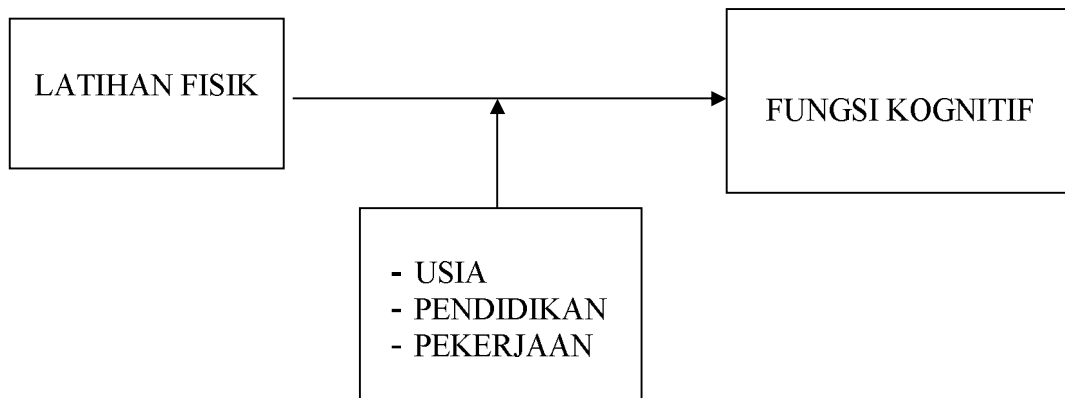 LATIHAN FISIK
FUNGSI KOGNITIF
- USIA
- PENDIDIKAN
- PEKERJAAN